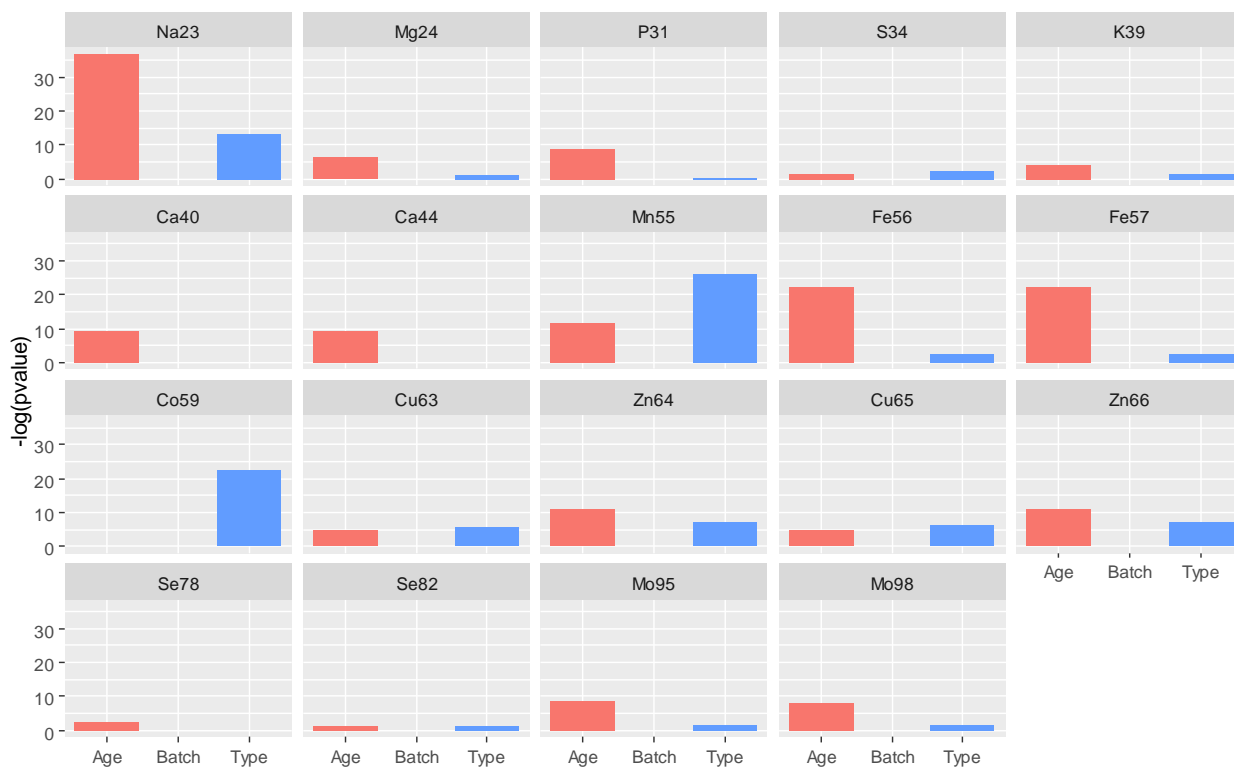 Na23 Mg24 P31 S34 K39
30
20
10
0
Ca40 Ca44 Mn55 Fe56 Fe57
30
20
10
0
-log(pvalue)
Co59 Cu63 Zn64 Cu65 Zn66
30
20
10
0
Age Batch Type
Se78 Se82 Mo95 Mo98
30
20
10
0
Age Batch Type Age Batch Type Age Batch Type Age Batch Type